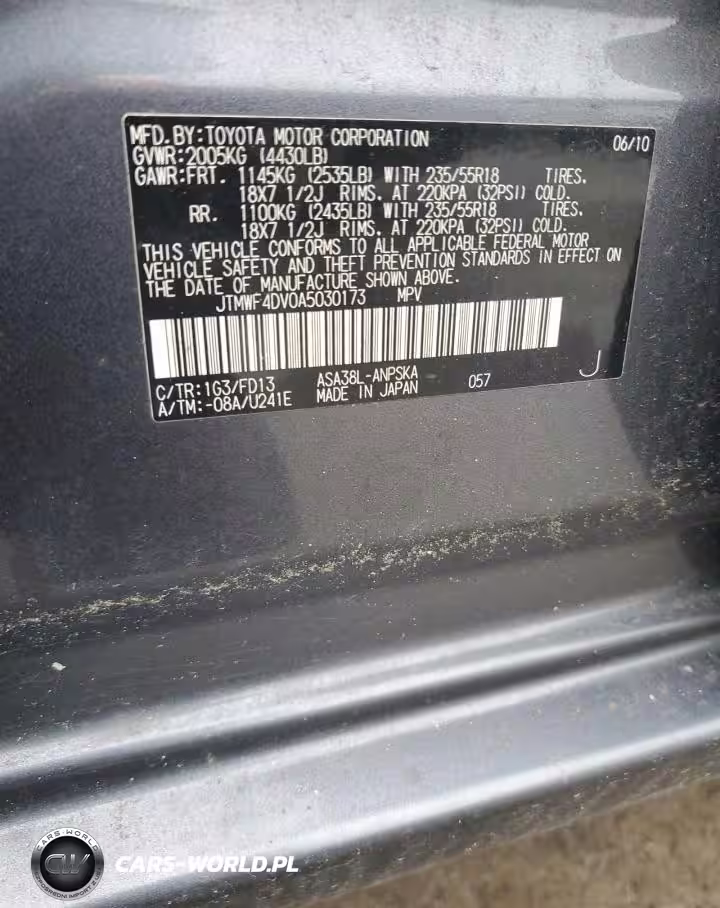 MFD. BY: TOYOTA MOTOR CORPORATION 06/10
GVWR: 2005KG (4430LB)
GAWR: FRT. 1145KG (2535LB) WITH 235/55R18 TIRES.
18X7 1/2J RIMS. AT 220KPA (32PSI) COLD.
RR. 1100KG (2435LB) WITH 235/55R18 TIRES.
18X7 1/2J RIMS. AT 220KPA (32PSI) COLD.
THIS VEHICLE CONFORMS TO ALL APPLICABLE FEDERAL MOTOR
VEHICLE SAFETY AND THEFT PREVENTION STANDARDS IN EFFECT ON
THE DATE OF MANUFACTURE SHOWN ABOVE.
JTMWF4DV0A5030173 MPV
C/TR: 1G3/FD13 ASA38L-ANPSKA 057 J
A/TM: -08A/U241E MADE IN JAPAN
CARS-WORLD
CW
CARS-WORLD.PL